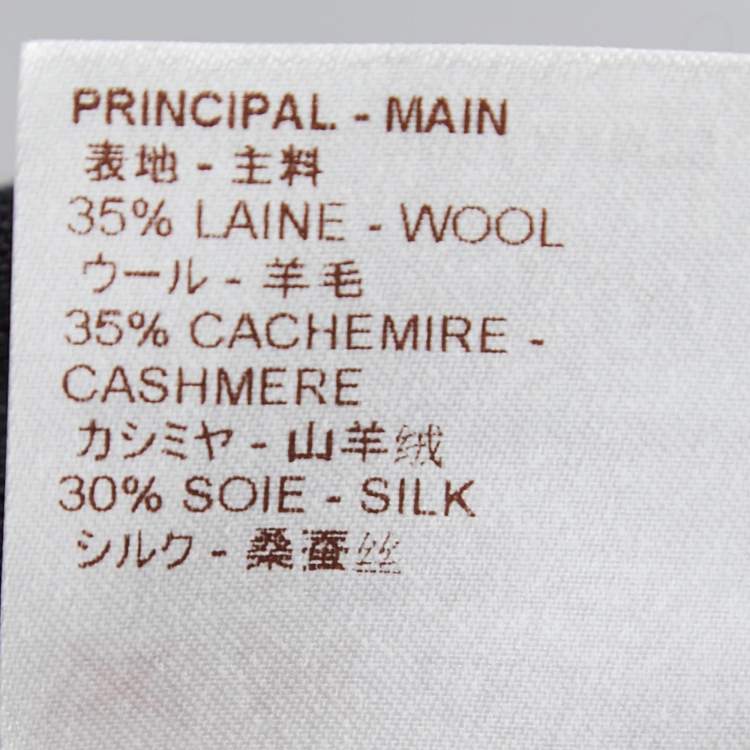 PRINCIPAL - MAIN
表地 - 主料
35% LAINE - WOOL
ウール - 羊毛
35% CACHEMIRE -
CASHMERE
カシミヤ - 山羊绒
30% SOIE - SILK
シルク - 桑蚕丝